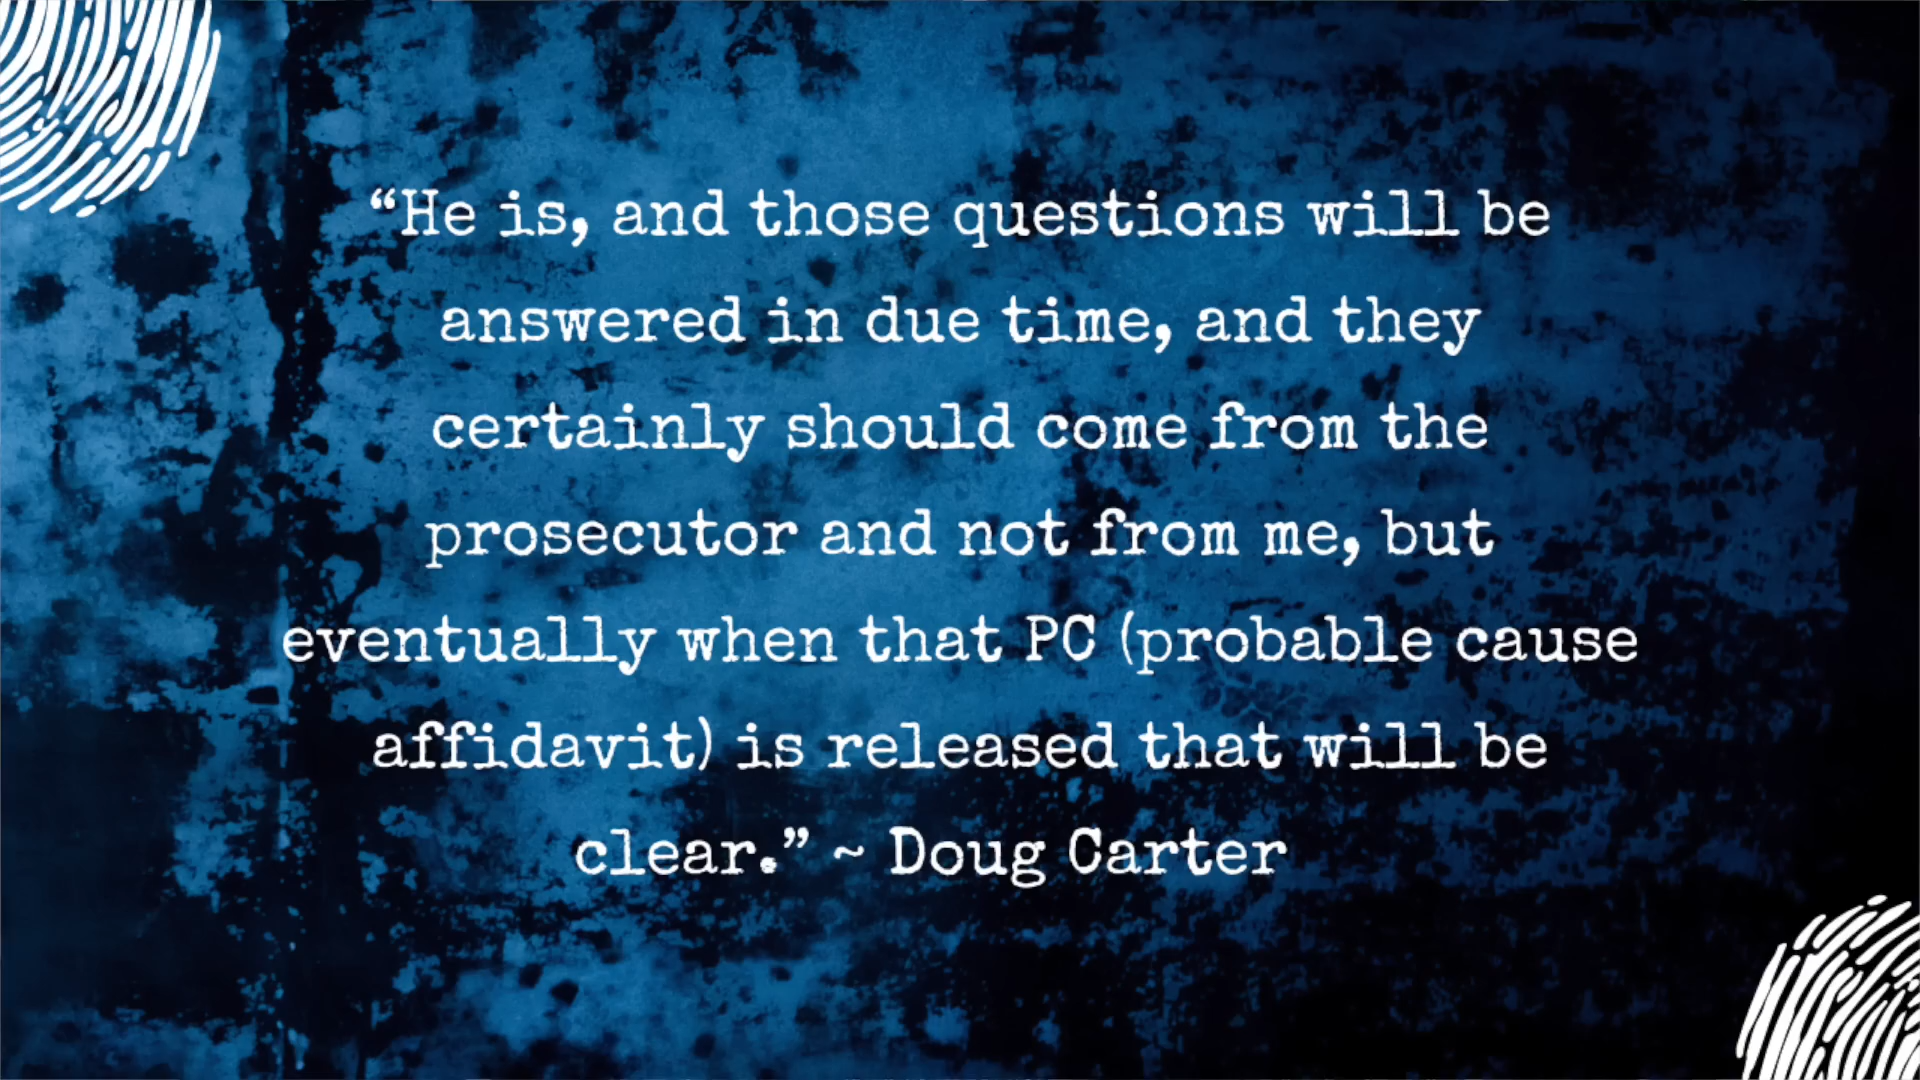 “He is, and those questions will be
answered in due time, and they
certainly should come from the
prosecutor and not from me, but
eventually when that PC (probable cause
affidavit) is released that will be
clear.” ~ Doug Carter